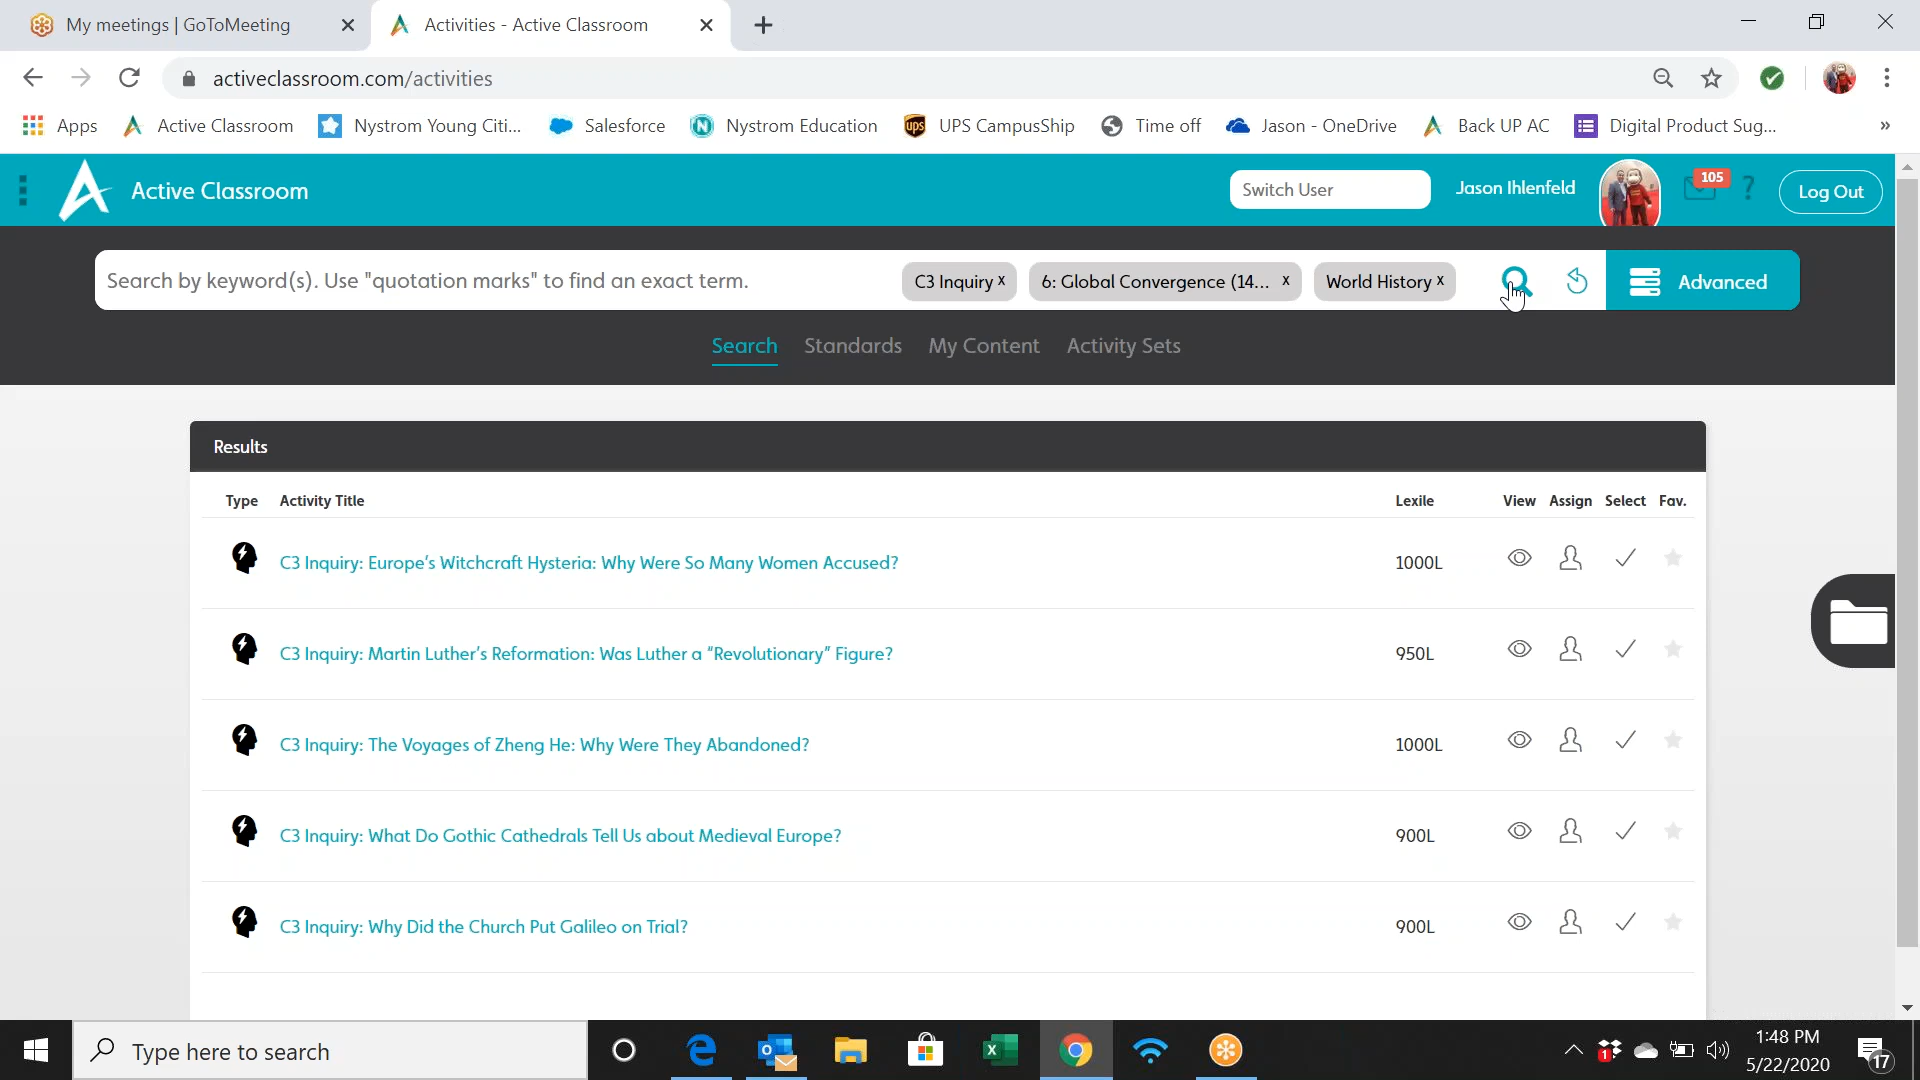 My meetings | GoToMeeting
Activities - Active Classroom
activeclassroom.com/activities
Apps
Active Classroom
Nystrom Young Citi...
Salesforce
Nystrom Education
ups
UPS CampusShip
Time off
Jason - OneDrive
Back UP AC
Digital Product Sug...
»
Active Classroom
Switch User
Jason Ihlenfeld
105
?
Log Out
Search by keyword(s). Use "quotation marks" to find an exact term.
C3 Inquiry x
6: Global Convergence (14... x
World History x
Advanced
Search
Standards
My Content
Activity Sets
Results
Type Activity Title Lexile View Assign Select Fav.
C3 Inquiry: Europe's Witchcraft Hysteria: Why Were So Many Women Accused? 1000L
C3 Inquiry: Martin Luther's Reformation: Was Luther a "Revolutionary" Figure? 950L
C3 Inquiry: The Voyages of Zheng He: Why Were They Abandoned? 1000L
C3 Inquiry: What Do Gothic Cathedrals Tell Us about Medieval Europe? 900L
C3 Inquiry: Why Did the Church Put Galileo on Trial? 900L
Type here to search
1
1:48 PM
5/22/2020
17